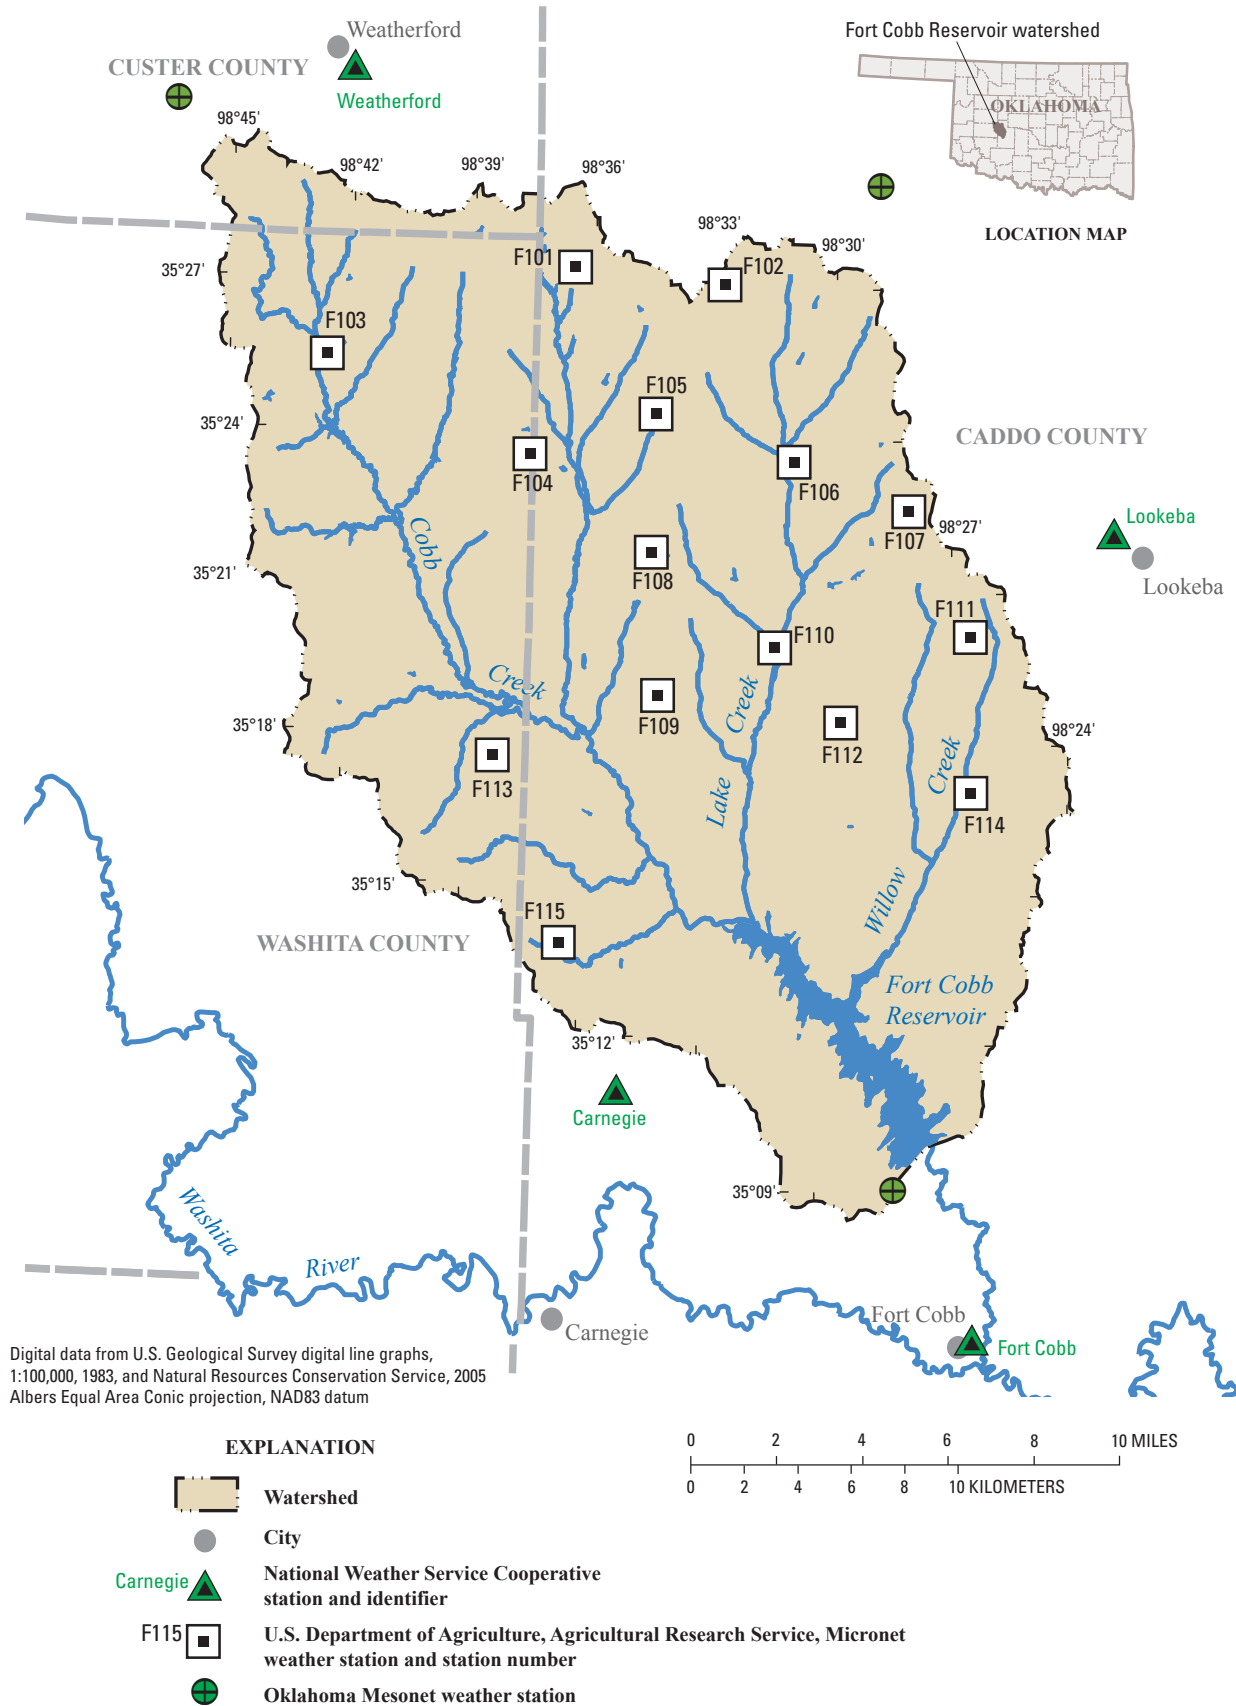 Weatherford
Fort Cobb Reservoir watershed
CUSTER COUNTY
Weatherford
OKLAHOMA
98°45'
98°42'
98°39'
98°36'
98°33'
98°30'
LOCATION MAP
35°27'
F101
F102
F103
F105
35°24'
CADDO COUNTY
F104
F106
Lookeba
98°27'
F107
Cobb
35°21'
F108
Lookeba
F111
F110
Creek
Creek
35°18'
F109
F112
98°24'
Creek
F113
Lake
F114
35°15'
Willow
F115
WASHITA COUNTY
Fort Cobb
Reservoir
35°12'
Carnegie
35°09'
Washita
River
Fort Cobb
Carnegie
Fort Cobb
Digital data from U.S. Geological Survey digital line graphs,
1:100,000, 1983, and Natural Resources Conservation Service, 2005
Albers Equal Area Conic projection, NAD83 datum
0 2 4 6 8 10 MILES
0 2 4 6 8 10 KILOMETERS
EXPLANATION
Watershed
City
Carnegie
National Weather Service Cooperative
station and identifier
F115
U.S. Department of Agriculture, Agricultural Research Service, Micronet
weather station and station number
Oklahoma Mesonet weather station